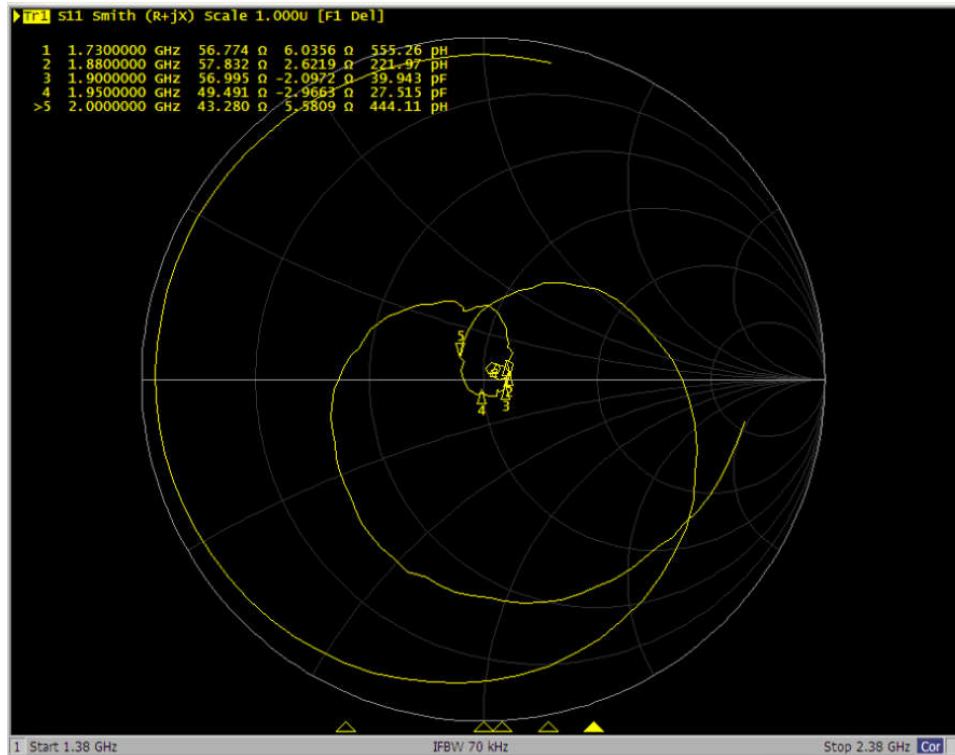 Tr1 S11 Smith (R+jX) Scale 1.000U [F1 Del]
1 1.7300000 GHz 56.774 Ω 6.0356 Ω 555.26 pH
2 1.8800000 GHz 57.832 Ω 2.6219 Ω 221.97 pH
3 1.9000000 GHz 56.995 Ω -2.0972 Ω 39.943 pF
4 1.9500000 GHz 49.491 Ω -2.9663 Ω 27.515 pF
>5 2.0000000 GHz 43.280 Ω 5.5809 Ω 444.11 pH
5
4
3
1 Start 1.38 GHz IFBW 70 kHz Stop 2.38 GHz Cor